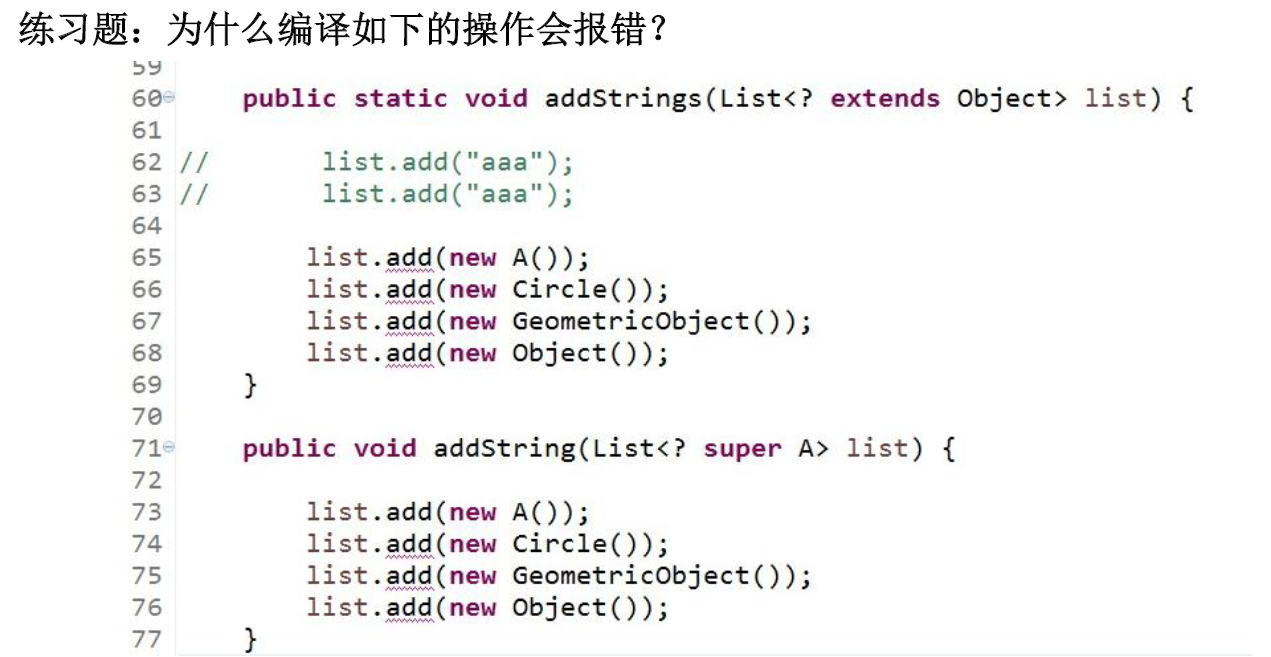 练习题：为什么编译如下的操作会报错？
59
60 public static void addStrings(List<? extends Object> list) {
61
62 // list.add("aaa");
63 // list.add("aaa");
64
65 list.add(new A());
66 list.add(new Circle());
67 list.add(new GeometricObject());
68 list.add(new Object());
69 }
70
71 public void addString(List<? super A> list) {
72
73 list.add(new A());
74 list.add(new Circle());
75 list.add(new GeometricObject());
76 list.add(new Object());
77 }